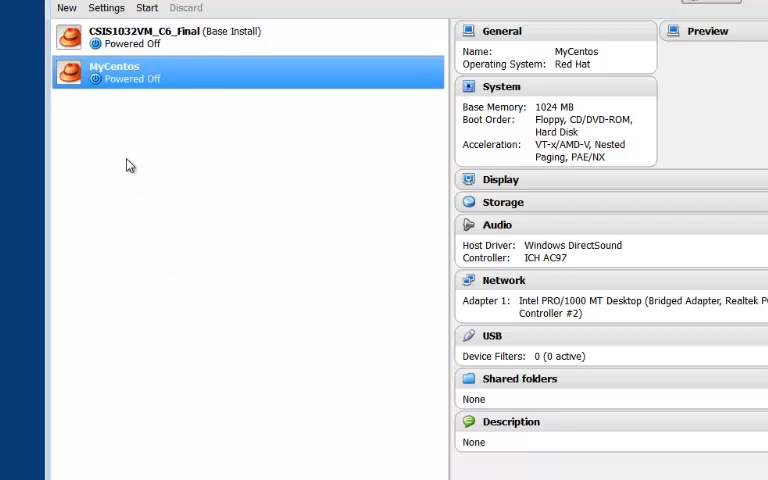 New Settings Start Discard
CSIS1032VM_C6_Final (Base Install)
Powered Off
MyCentos
Powered Off
General
Name: MyCentos
Operating System: Red Hat
Preview
System
Base Memory: 1024 MB
Boot Order: Floppy, CD/DVD-ROM,
Hard Disk
Acceleration: VT-x/AMD-V, Nested
Paging, PAE/NX
Display
Storage
Audio
Host Driver: Windows DirectSound
Controller: ICH AC97
Network
Adapter 1: Intel PRO/1000 MT Desktop (Bridged Adapter, Realtek P
Controller #2)
USB
Device Filters: 0 (0 active)
Shared folders
None
Description
None